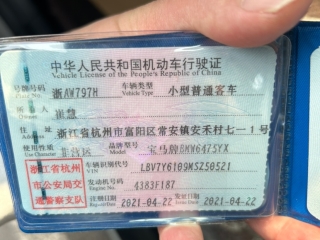 中华人民共和国机动车行驶证
Vehicle License of the People's Republic of China
号牌号码 浙AW797H 车辆类型 Vehicle Type 小型普通客车
所有人 崔慧
住址 浙江省杭州市富阳区常安镇安禾村七一1号
使用性质 Use Character 非营运 品牌型号 宝马牌BMW6475YX
浙江省杭州市公安局交通警察支队
车辆识别代号 VIN LBV7Y6109MSZS0521
发动机号码 Engine No. 4383F187
注册日期 2021-04-22 发证日期 2021-04-22